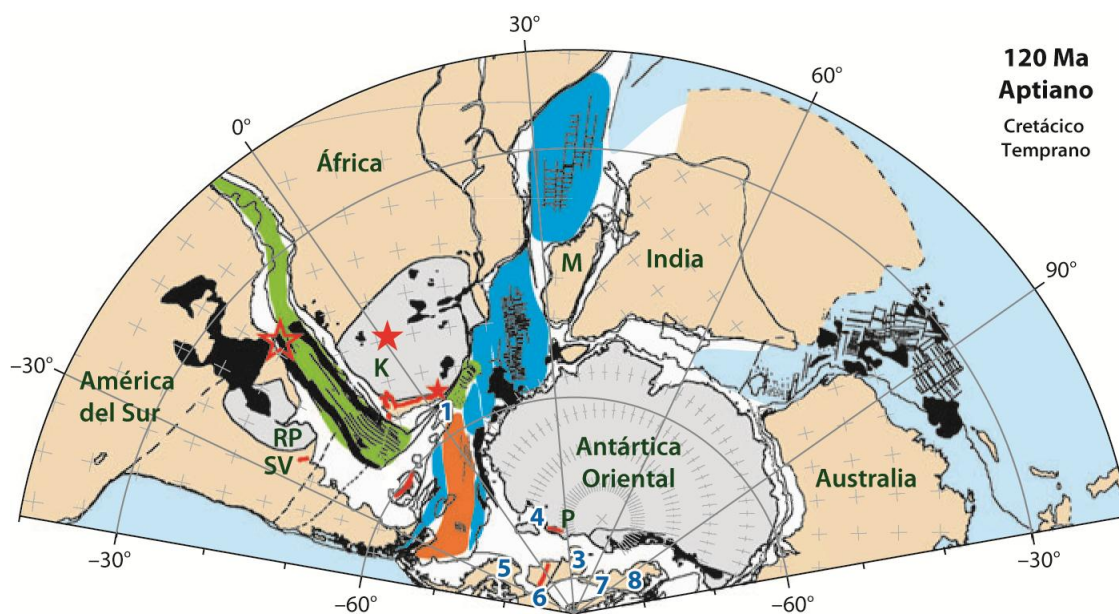 30°
120 Ma
Aptiano
Cretácico
Temprano
60°
0°
África
M
India
90°
-30°
K
América
del Sur
1
RP
SV
Antártica
Oriental
Australia
4
P
-30°
-30°
5
3
6
7
8
-60°
-60°